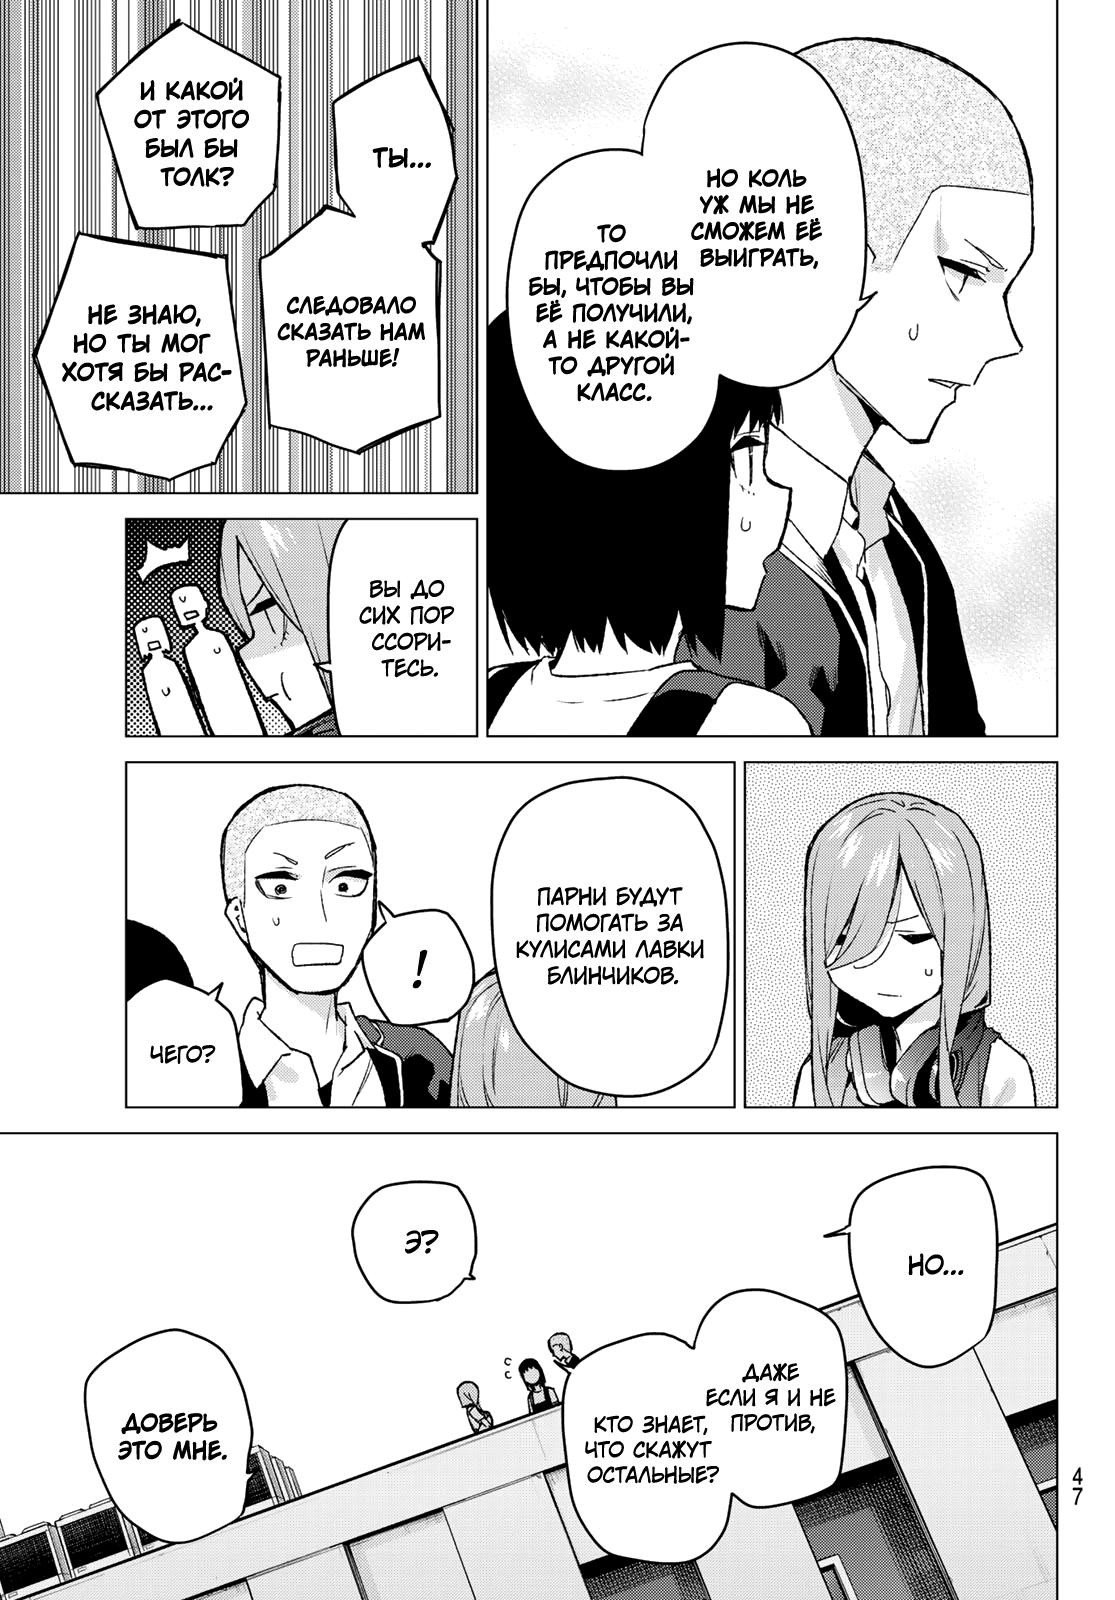 НО КОЛЬ
УЖ МЫ НЕ
СМОЖЕМ ЕЁ
ВЫИГРАТЬ,
ТО
ПРЕДПОЧЛИ
БЫ, ЧТОБЫ ВЫ
ЕЁ ПОЛУЧИЛИ,
А НЕ КАКОЙ-
ТО ДРУГОЙ
КЛАСС.
ТЫ...
СЛЕДОВАЛО
СКАЗАТЬ НАМ
РАНЬШЕ!
И КАКОЙ
ОТ ЭТОГО
БЫЛ БЫ
ТОЛК?
НЕ ЗНАЮ,
НО ТЫ МОГ
ХОТЯ БЫ РАС-
СКАЗАТЬ...
ВЫ ДО
СИХ ПОР
ССОРИ-
ТЕСЬ.
ПАРНИ БУДУТ
ПОМОГАТЬ ЗА
КУЛИСАМИ ЛАВКИ
БЛИНЧИКОВ.
!
ЧЕГО?
НО...
ДАЖЕ
ЕСЛИ Я И НЕ
ПРОТИВ,
КТО ЗНАЕТ,
ЧТО СКАЖУТ
ОСТАЛЬНЫЕ?
Э?
ДОВЕРЬ
ЭТО МНЕ.
47